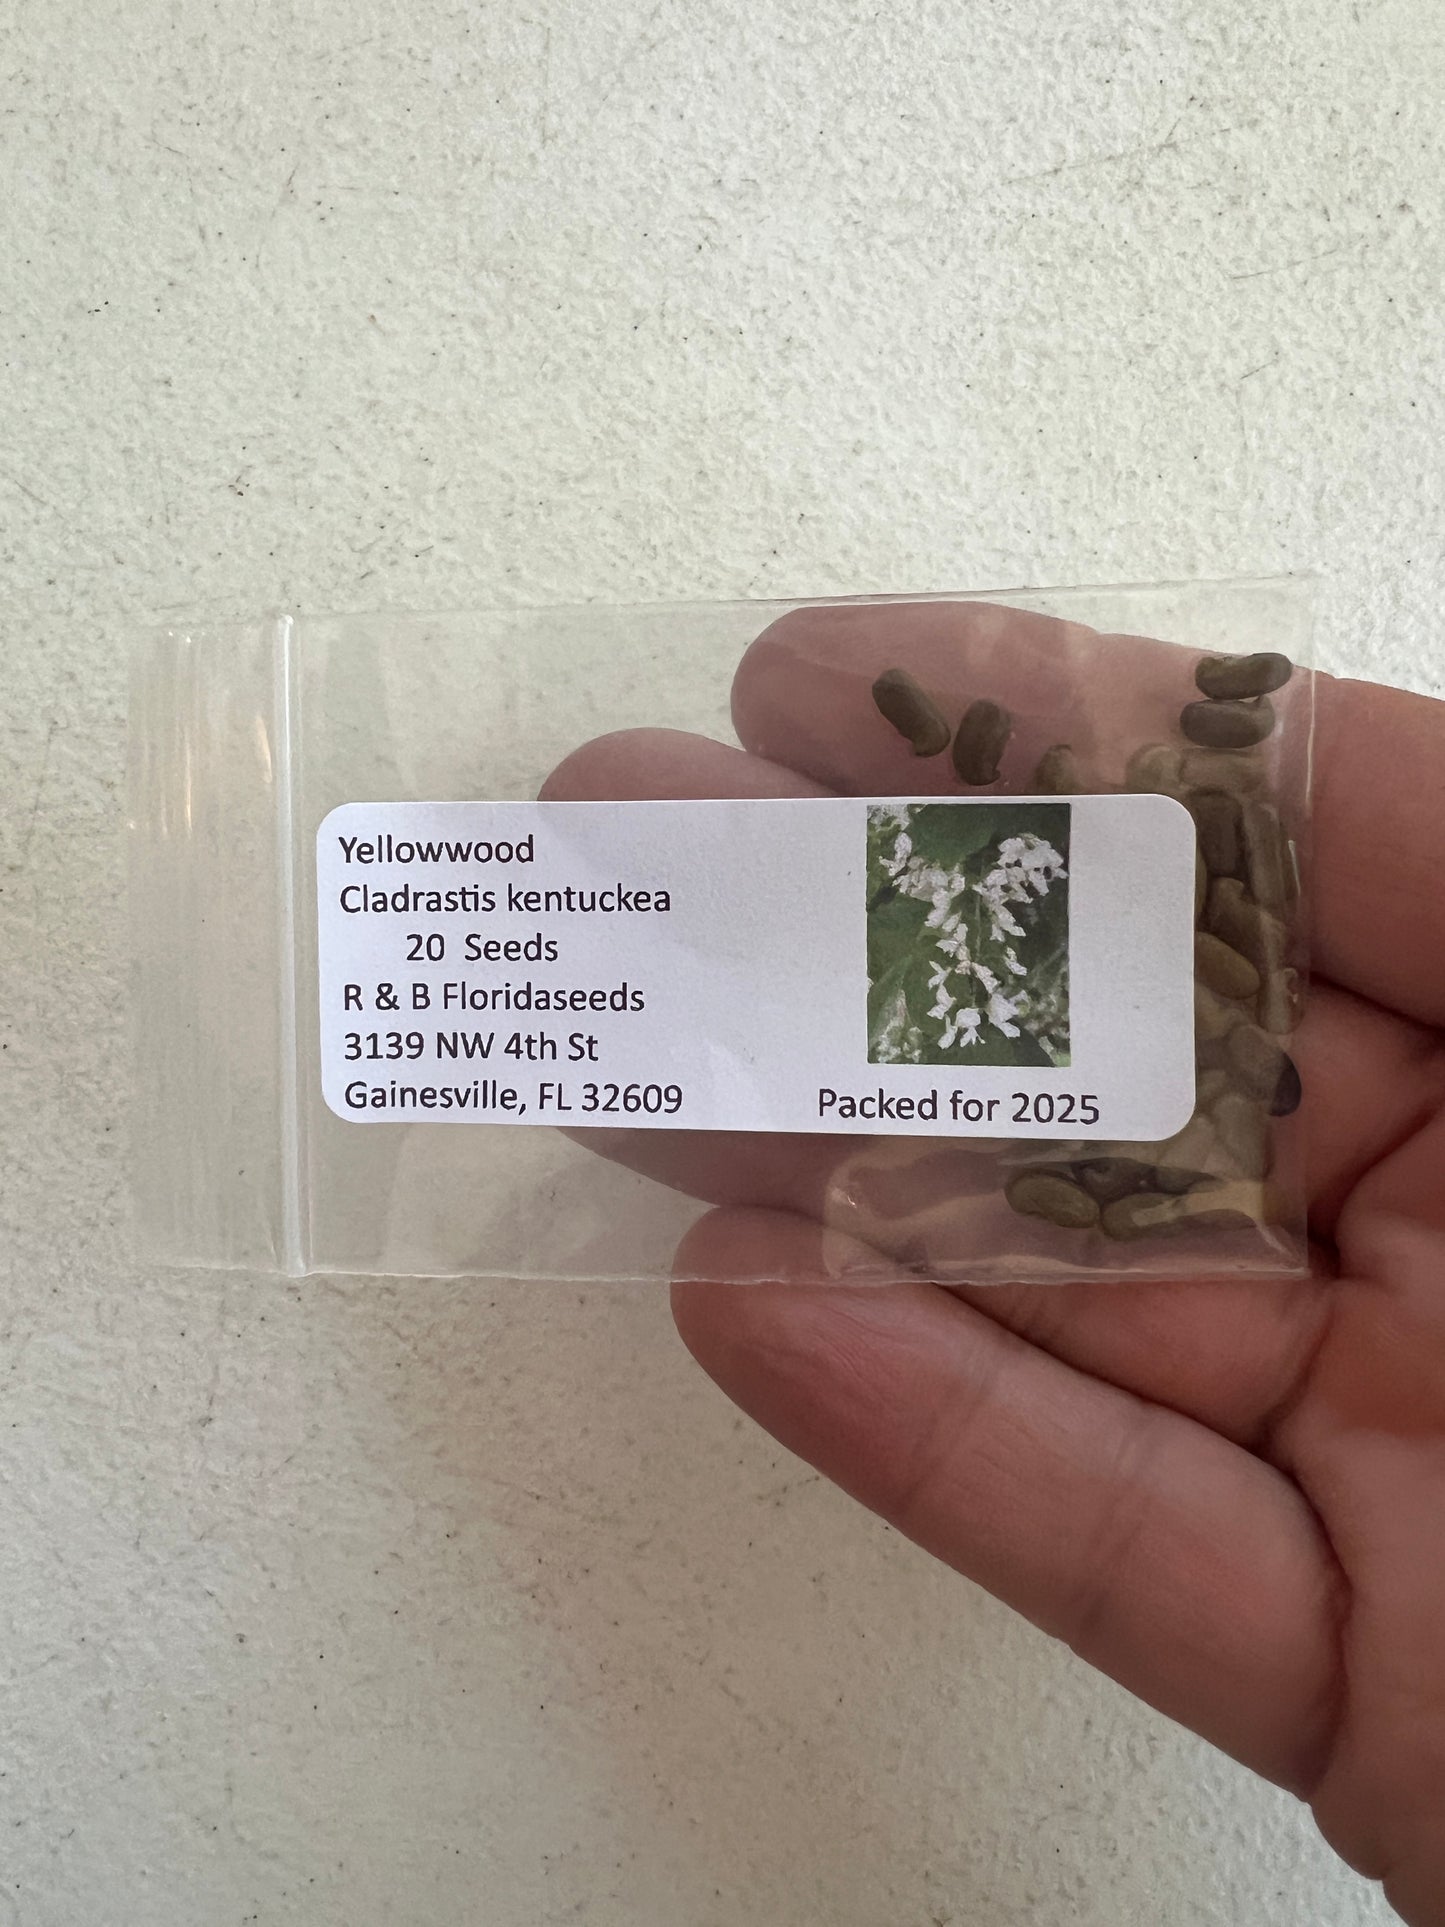 Yellowwood
Cladrastis kentuckea
20 Seeds
R & B Floridaseeds
3139 NW 4th St
Gainesville, FL 32609
Packed for 2025